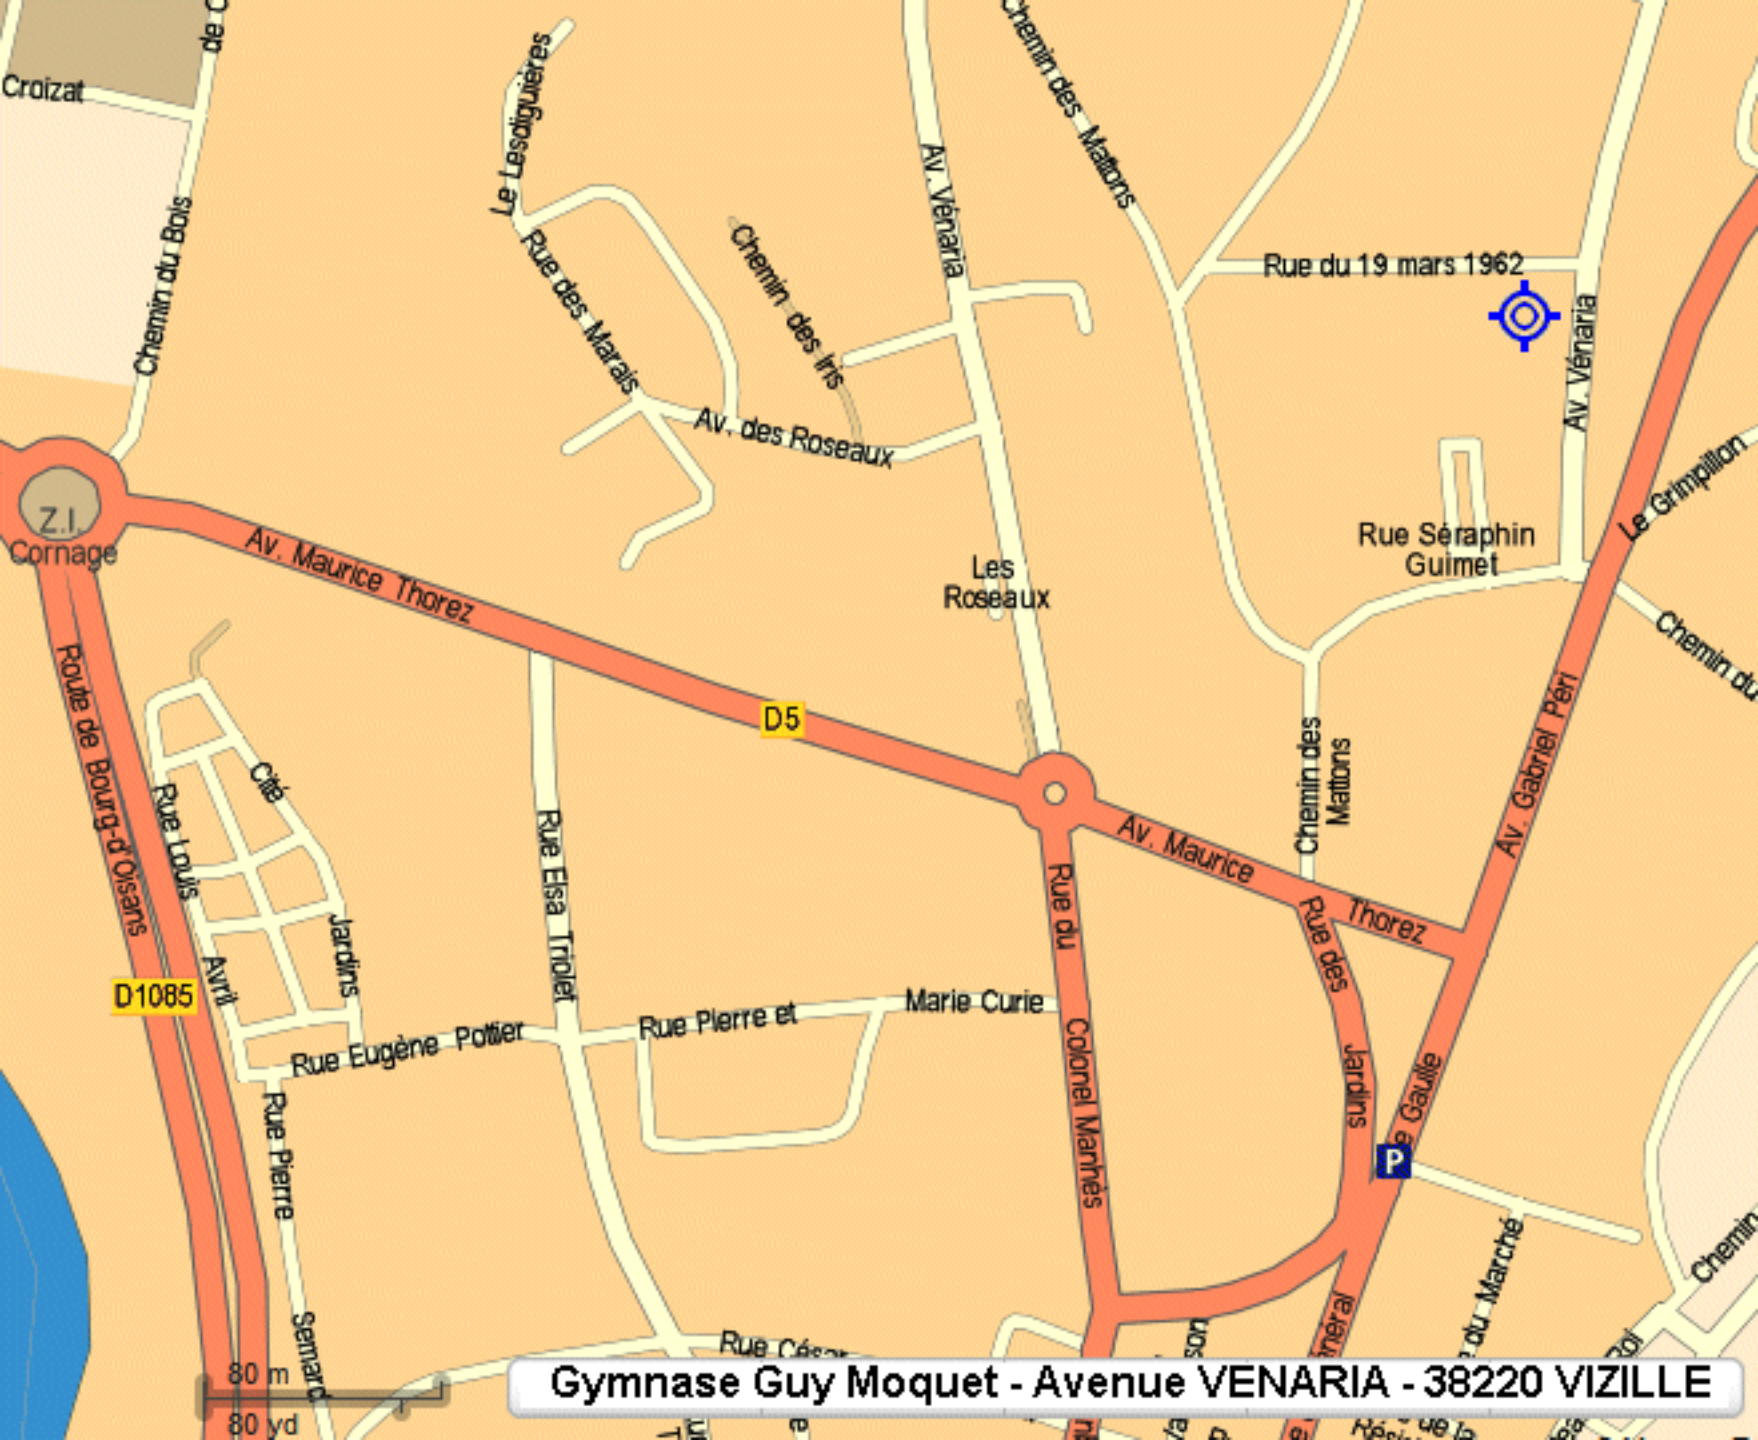 de C
Croizat
Chemin du Bois
Le Lesdiguières
Rue des Marais
Chemin des Iris
Av. des Roseaux
Av. Vénaria
Chemin des Mattons
Rue du 19 mars 1962
Av. Vénaria
Le Grimpillon
Rue Séraphin
Guimet
Chemin du
Z.I.
Cornage
Av. Maurice Thorez
Les
Roseaux
D5
Route de Bourg-d'Oisans
Cité
Jardins
Rue Louis
Avril
D1085
Rue Elsa Triolet
Chemin des
Mattons
Av. Gabriel Péri
Av. Maurice Thorez
Rue du Colonel Manhès
Rue des Jardins
Marie Curie
Rue Pierre et
Rue Eugène Pottier
Rue Pierre
Semard
e Gaulle
P
du Marché
Chemin
Roi
néral
son
Rue César
80 m
80 yd
Gymnase Guy Moquet - Avenue VENARIA - 38220 VIZILLE